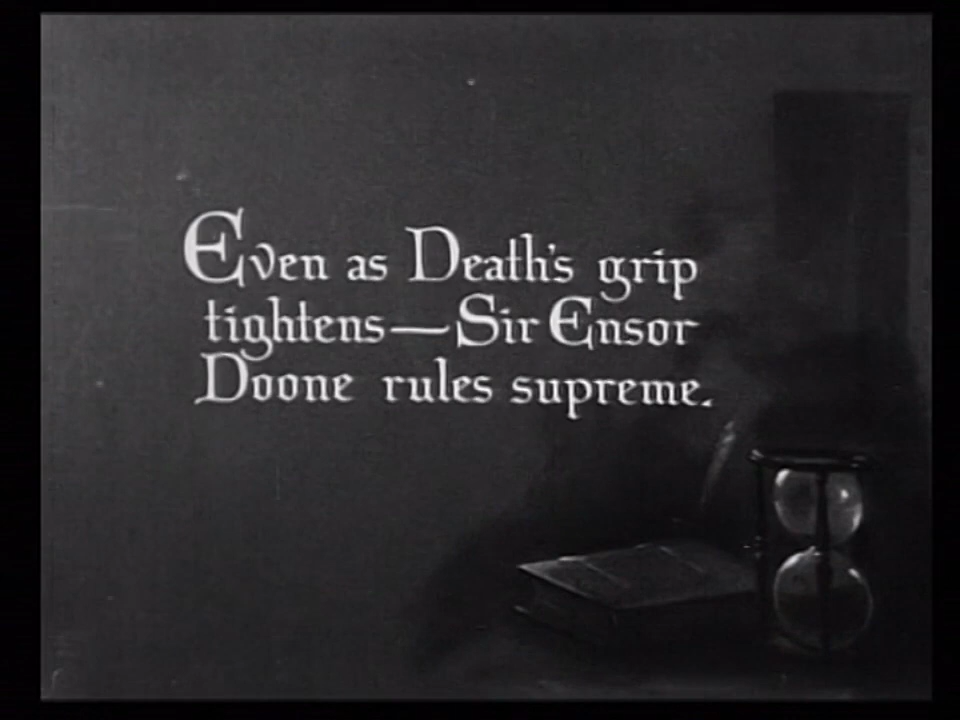 Even as Death's grip
tightens—Sir Ensor
Doone rules supreme.